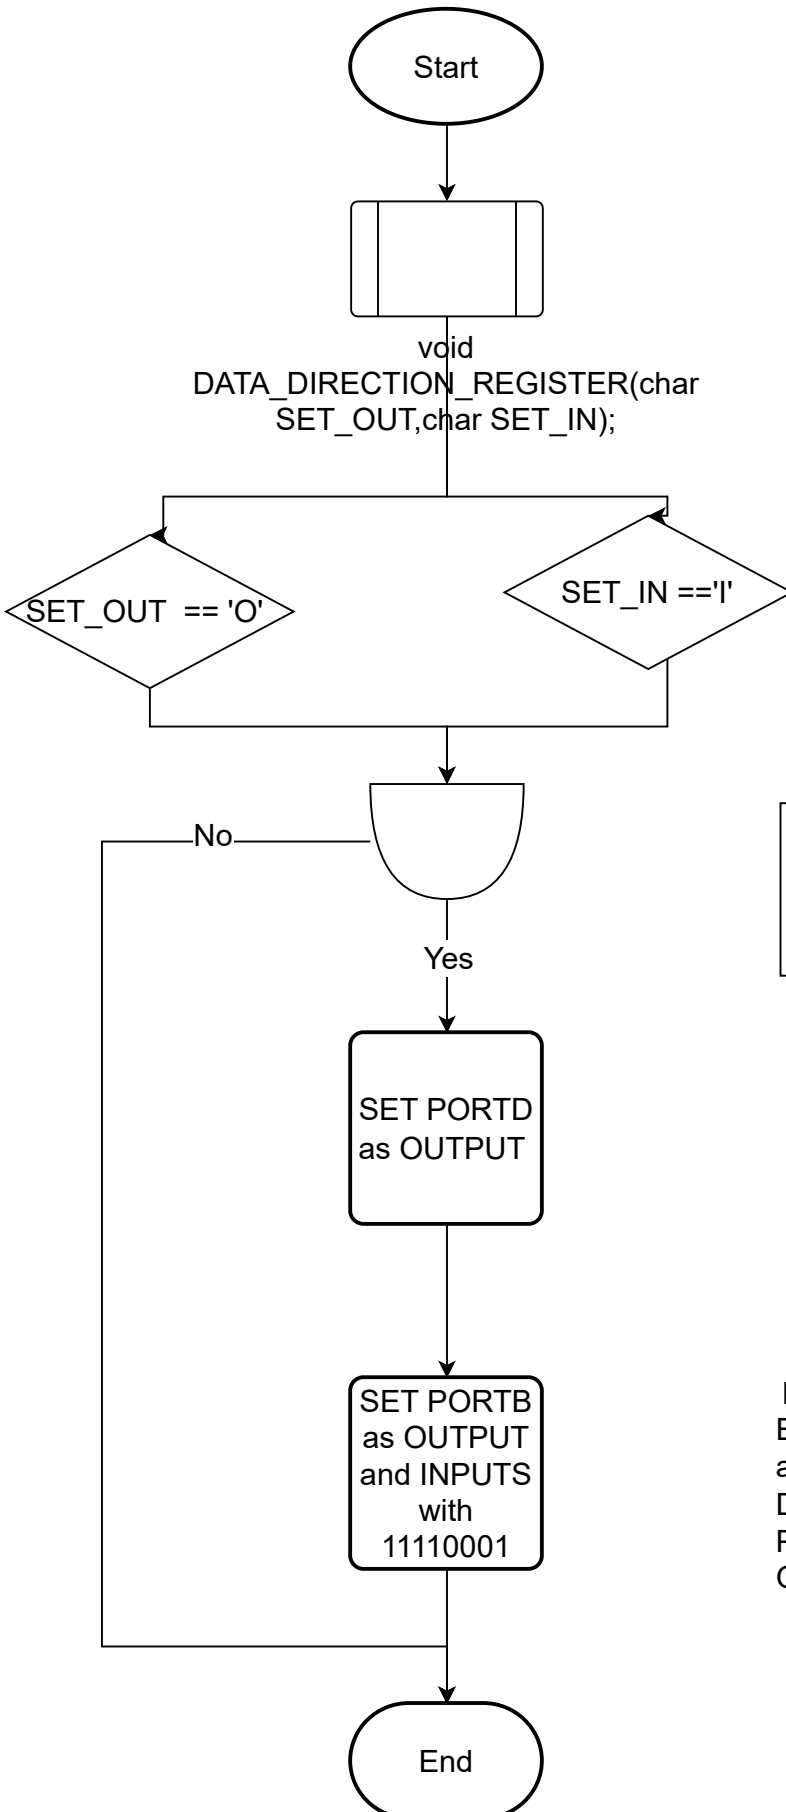 Start
void
DATA_DIRECTION_REGISTER(char
SET_OUT,char SET_IN);
SET_OUT == 'O'
SET_IN =='I'
No
Yes
SET PORTD
as OUTPUT
SET PORTB
as OUTPUT
and INPUTS
with
11110001
End